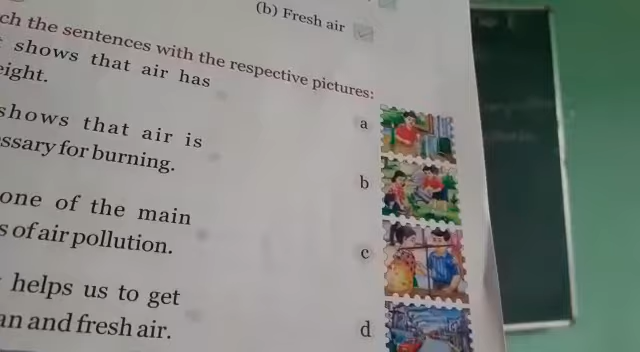 (b) Fresh air
ch the sentences with the respective pictures:
shows that air has
eight.
a
shows that air is
ssary for burning.
b
one of the main
s of air pollution.
c
helps us to get
an and fresh air.
d